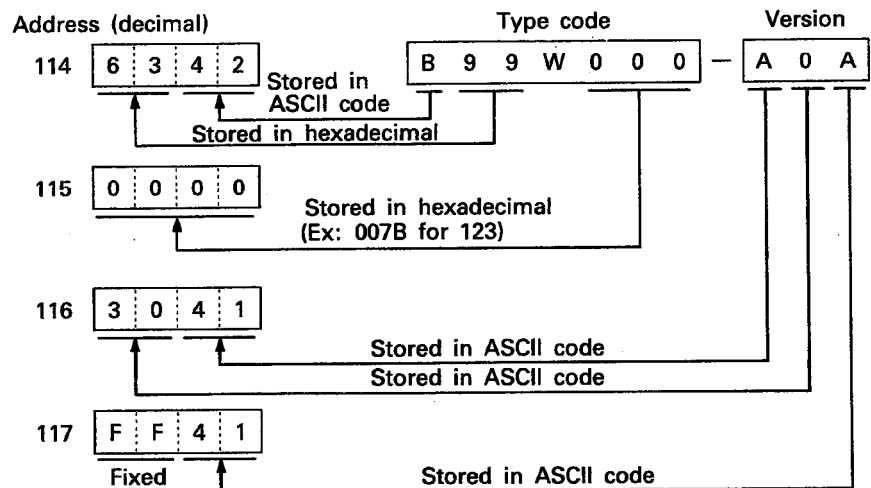 Address (decimal) Type code Version
114 6 3 4 2 B 9 9 W 0 0 0 – A 0 A
Stored in
ASCII code
Stored in hexadecimal
115 0 0 0 0
Stored in hexadecimal
(Ex: 007B for 123)
116 3 0 4 1
Stored in ASCII code
Stored in ASCII code
117 F F 4 1
Fixed Stored in ASCII code